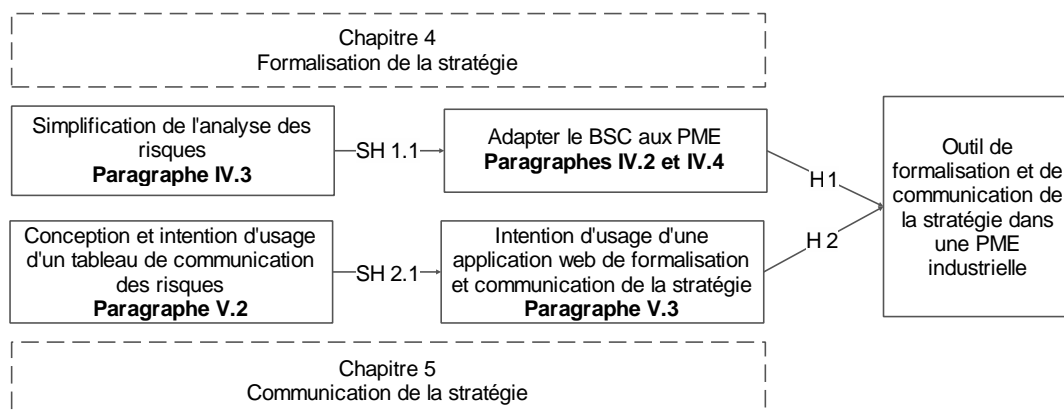 Chapitre 4
Formalisation de la stratégie
Simplification de l'analyse des
risques
Paragraphe IV.3
SH 1.1
Adapter le BSC aux PME
Paragraphes IV.2 et IV.4
H 1
Conception et intention d'usage
d'un tableau de communication
des risques
Paragraphe V.2
SH 2.1
Intention d'usage d'une
application web de formalisation
et communication de la stratégie
Paragraphe V.3
H 2
Outil de
formalisation et de
communication de
la stratégie dans
une PME
industrielle
Chapitre 5
Communication de la stratégie